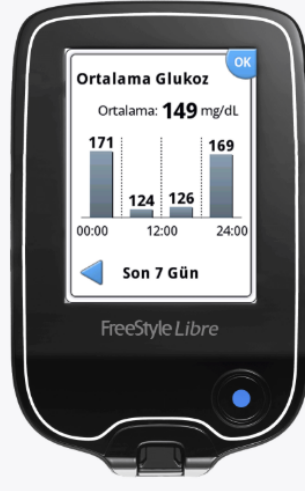 OK
Ortalama Glukoz
Ortalama: 149 mg/dL
171 124 126 169
00:00 12:00 24:00
Son 7 Gün
FreeStyle Libre